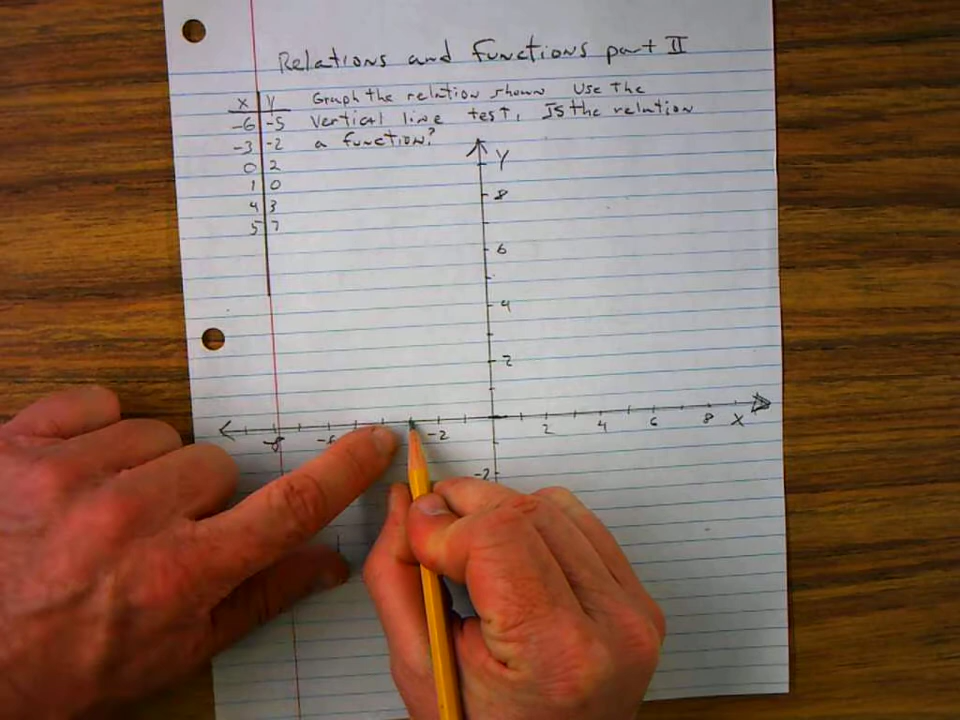 Relations and Functions part II
x y Graph the relation shown Use the
-6 -5 Vertical line test, Is the relation
-3 -2 a function?
0 2
1 0
4 3
5 7
Y
8
6
4
2
-8 -6 -2 2 4 6 8 X
-2